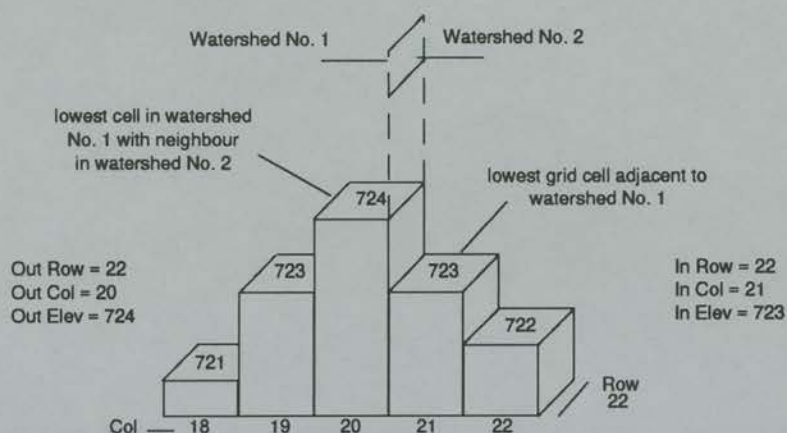 Watershed No. 1
Watershed No. 2
lowest cell in watershed
No. 1 with neighbour
in watershed No. 2
lowest grid cell adjacent to
watershed No. 1
724
723
723
722
721
Out Row = 22
Out Col = 20
Out Elev = 724
In Row = 22
In Col = 21
In Elev = 723
Row
22
Col 18 19 20 21 22